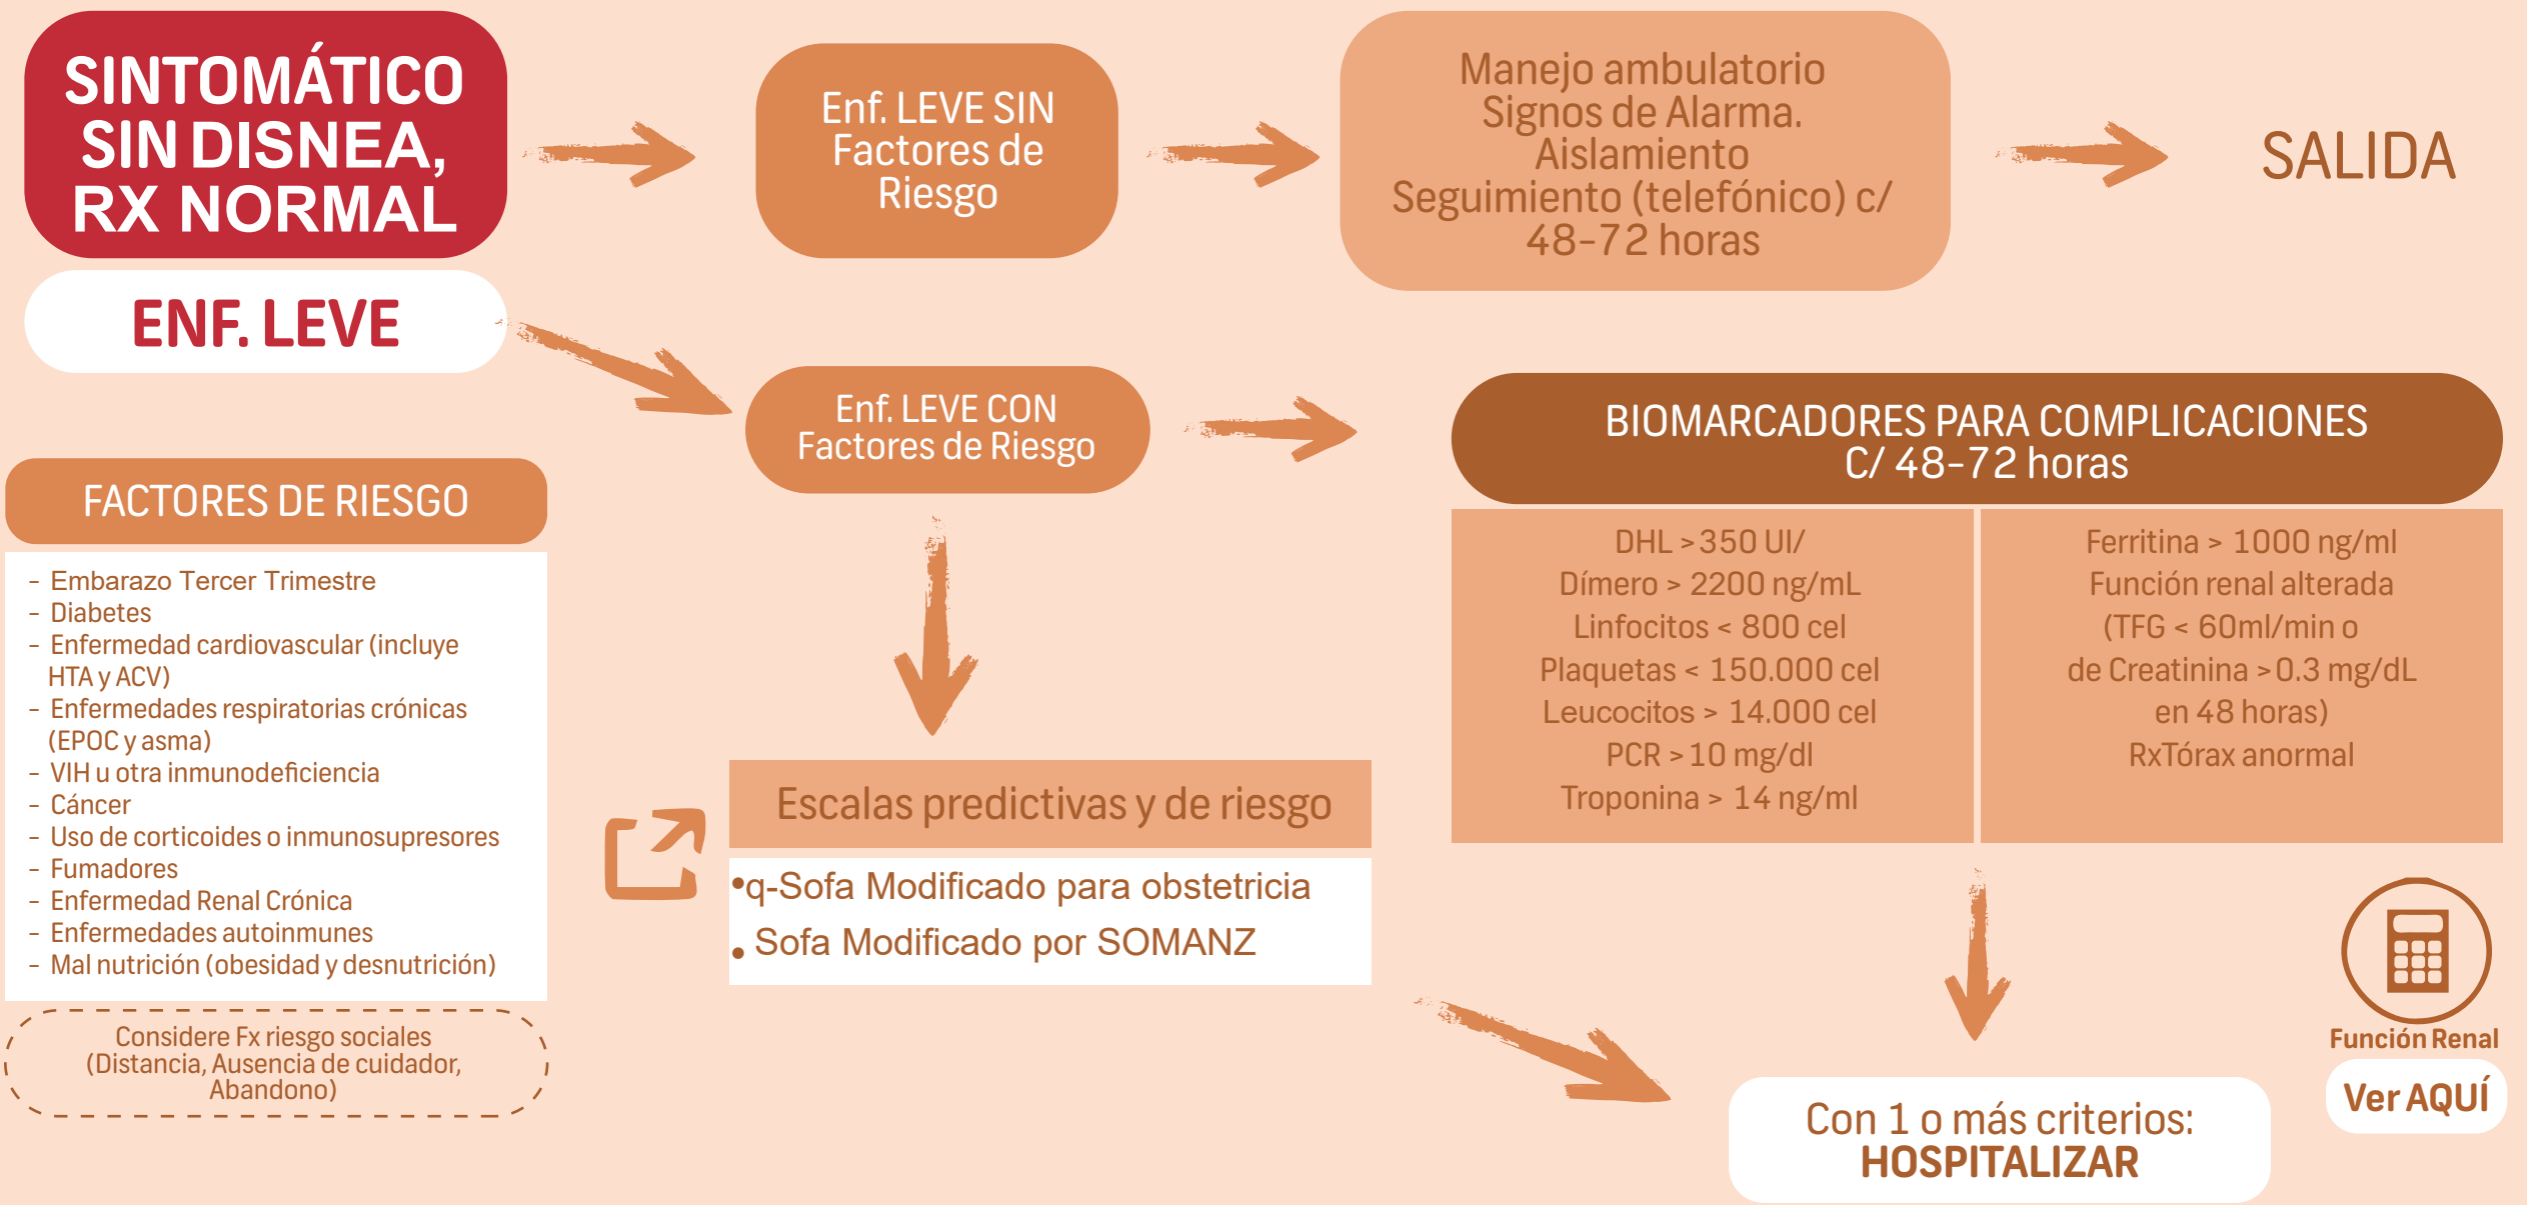 SINTOMÁTICO
SIN DISNEA,
RX NORMAL
ENF. LEVE
Enf. LEVE SIN
Factores de
Riesgo
Manejo ambulatorio
Signos de Alarma.
Aislamiento
Seguimiento (telefónico) c/
48-72 horas
SALIDA
Enf. LEVE CON
Factores de Riesgo
BIOMARCADORES PARA COMPLICACIONES
C/ 48-72 horas
DHL >350 UI/
Dímero > 2200 ng/mL
Linfocitos < 800 cel
Plaquetas < 150.000 cel
Leucocitos > 14.000 cel
PCR >10 mg/dl
Troponina > 14 ng/ml
Ferritina > 1000 ng/ml
Función renal alterada
(TFG < 60ml/min o
de Creatinina >0.3 mg/dL
en 48 horas)
RxTórax anormal
FACTORES DE RIESGO
- Embarazo Tercer Trimestre
- Diabetes
- Enfermedad cardiovascular (incluye
HTA y ACV)
- Enfermedades respiratorias crónicas
(EPOC y asma)
- VIH u otra inmunodeficiencia
- Cáncer
- Uso de corticoides o inmunosupresores
- Fumadores
- Enfermedad Renal Crónica
- Enfermedades autoinmunes
- Mal nutrición (obesidad y desnutrición)
Considere Fx riesgo sociales
(Distancia, Ausencia de cuidador,
Abandono)
Escalas predictivas y de riesgo
•q-Sofa Modificado para obstetricia
• Sofa Modificado por SOMANZ
Función Renal
Ver AQUÍ
Con 1 o más criterios:
HOSPITALIZAR